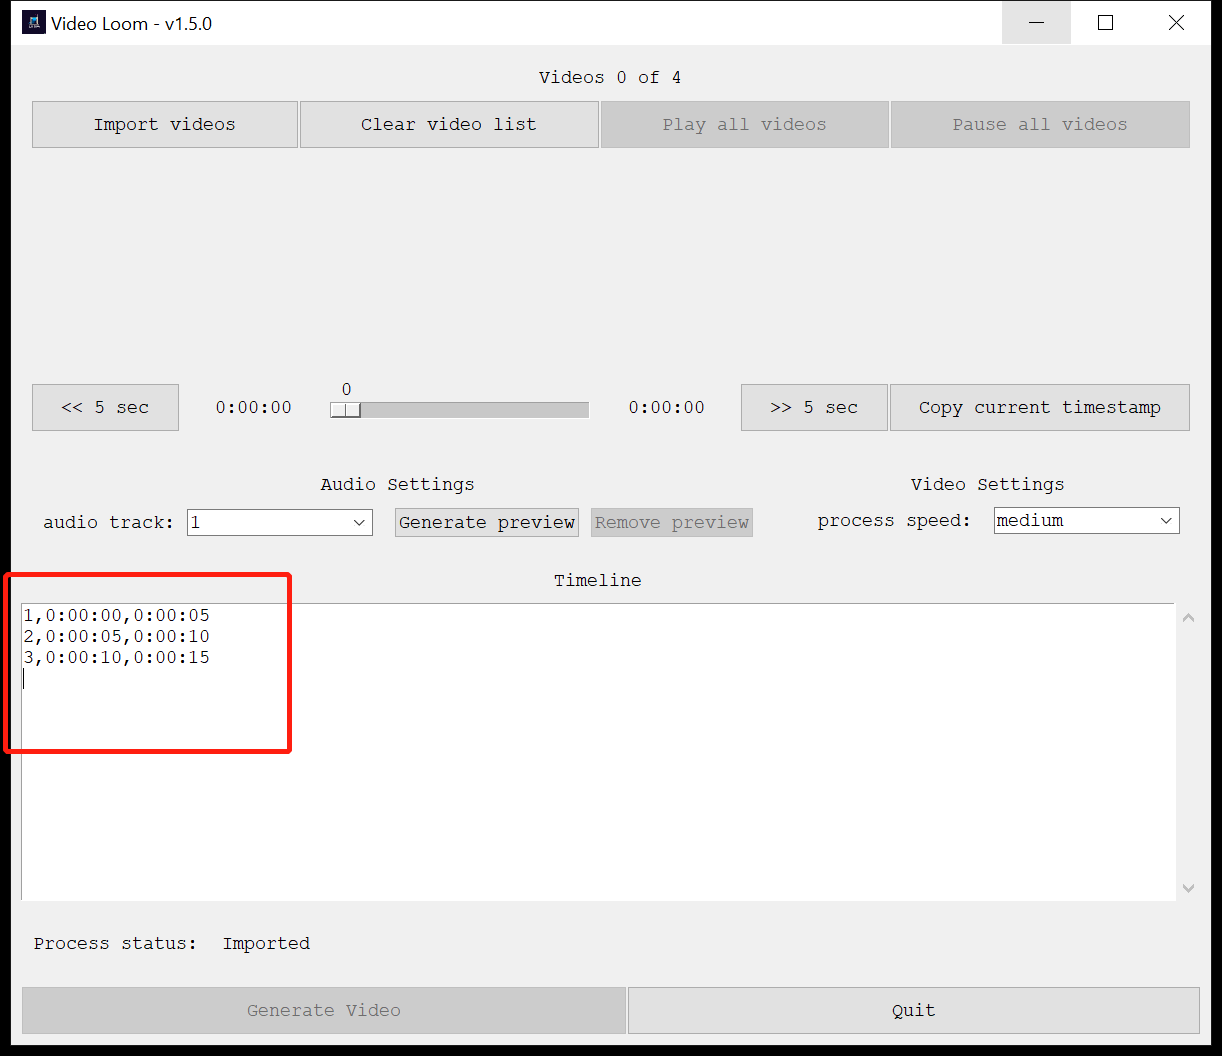 Video Loom - v1.5.0
Videos 0 of 4
Import videos
Clear video list
Play all videos
Pause all videos
0
<< 5 sec
0:00:00
0:00:00
>> 5 sec
Copy current timestamp
Audio Settings
Video Settings
audio track:
1
Generate preview
Remove preview
process speed:
medium
Timeline
1,0:00:00,0:00:05
2,0:00:05,0:00:10
3,0:00:10,0:00:15
Process status: Imported
Generate Video
Quit